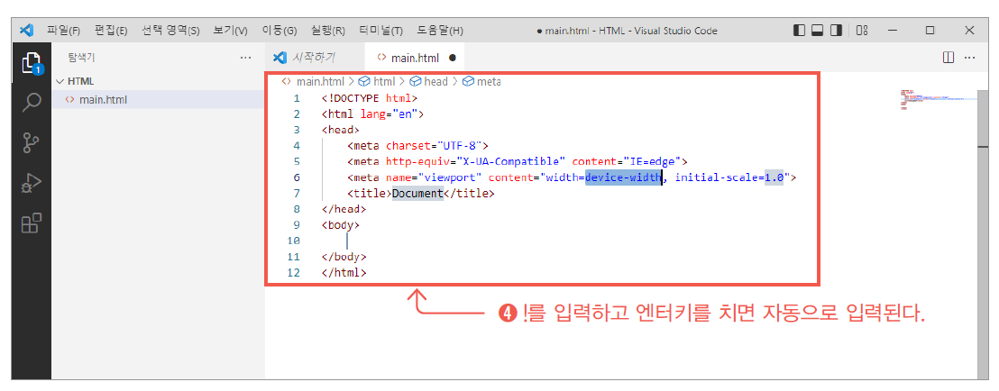 파일(F) 편집(E) 선택 영역(S) 보기(V) 이동(G) 실행(R) 터미널(T) 도움말(H) ● main.html - HTML - Visual Studio Code
탐색기 ···
시작하기
<> main.html ●
1
HTML
<> main.html
<> main.html > html > head > meta
1 <!DOCTYPE html>
2 <html lang="en">
3 <head>
4 <meta charset="UTF-8">
5 <meta http-equiv="X-UA-Compatible" content="IE=edge">
6 <meta name="viewport" content="width=device-width, initial-scale=1.0">
7 <title>Document</title>
8 </head>
9 <body>
10
11 </body>
12 </html>
❹ !를 입력하고 엔터키를 치면 자동으로 입력된다.